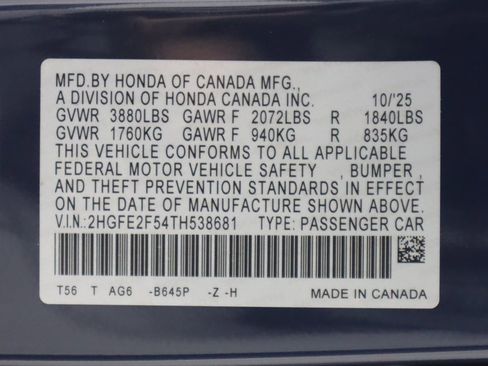 MFD.BY HONDA OF CANADA MFG.,
A DIVISION OF HONDA CANADA INC. 10/'25
GVWR 3880LBS GAWR F 2072LBS R 1840LBS
GVWR 1760KG GAWR F 940KG R 835KG
THIS VEHICLE CONFORMS TO ALL APPLICABLE
FEDERAL MOTOR VEHICLE SAFETY , BUMPER ,
AND THEFT PREVENTION STANDARDS IN EFFECT
ON THE DATE OF MANUFACTURE SHOWN ABOVE.
V.I.N.:2HGFE2F54TH538681 TYPE: PASSENGER CAR
T56 T AG6 -B645P -Z -H MADE IN CANADA